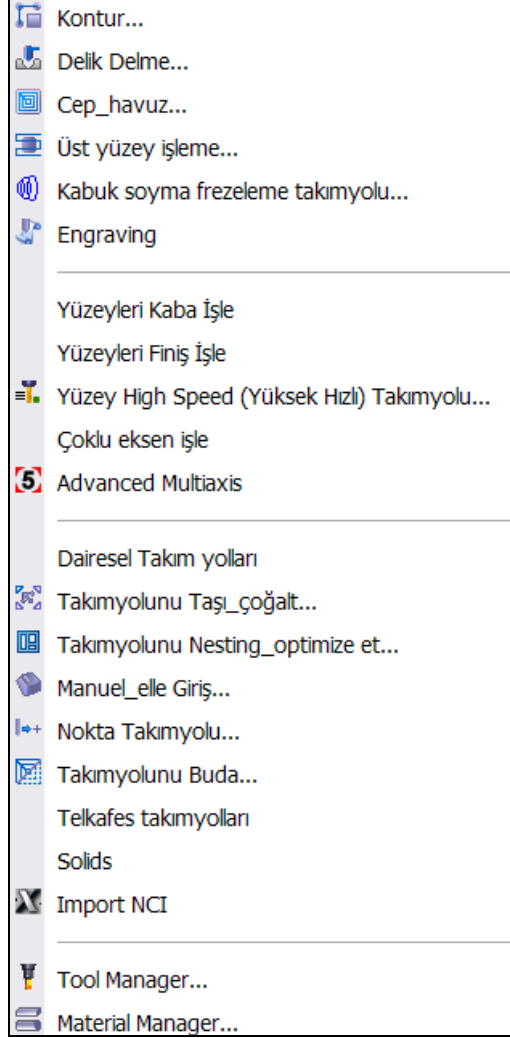 Kontur...
Delik Delme...
Cep_havuz...
Üst yüzey işleme...
Kabuk soyma frezeleme takımyolu...
Engraving
Yüzeyleri Kaba İşle
Yüzeyleri Finiş İşle
Yüzey High Speed (Yüksek Hızlı) Takımyolu...
Çoklu eksen işle
5 Advanced Multiaxis
Dairesel Takım yolları
Takımyolunu Taşı_çoğalt...
Takımyolunu Nesting_optimize et...
Manuel_elle Giriş...
Nokta Takımyolu...
Takımyolunu Buda...
Telkafes takımyolları
Solids
X Import NCI
Tool Manager...
Material Manager...